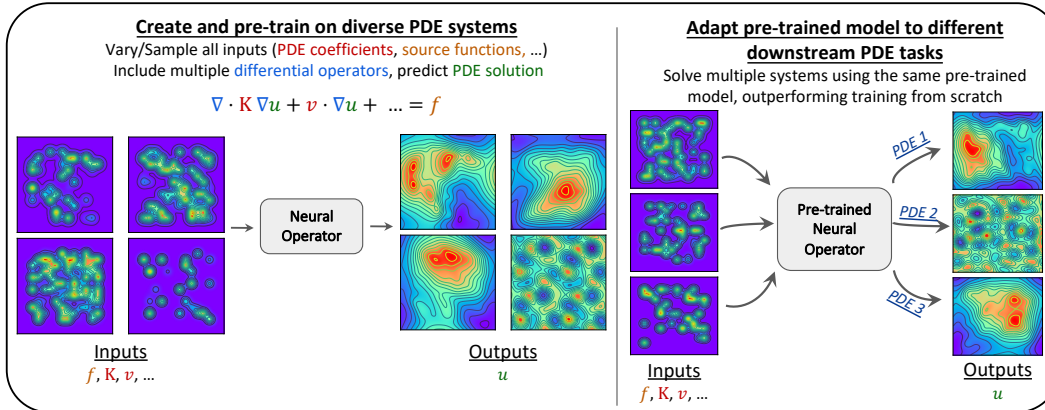 Create and pre-train on diverse PDE systems
Vary/Sample all inputs (PDE coefficients, source functions, …)
Include multiple differential operators, predict PDE solution
∇ · K ∇u + v · ∇u + … = f
Neural
Operator
Inputs
f, K, v, …
Outputs
u
Adapt pre-trained model to different
downstream PDE tasks
Solve multiple systems using the same pre-trained
model, outperforming training from scratch
Pre-trained
Neural
Operator
PDE 1
PDE 2
PDE 3
Inputs
f, K, v, …
Outputs
u